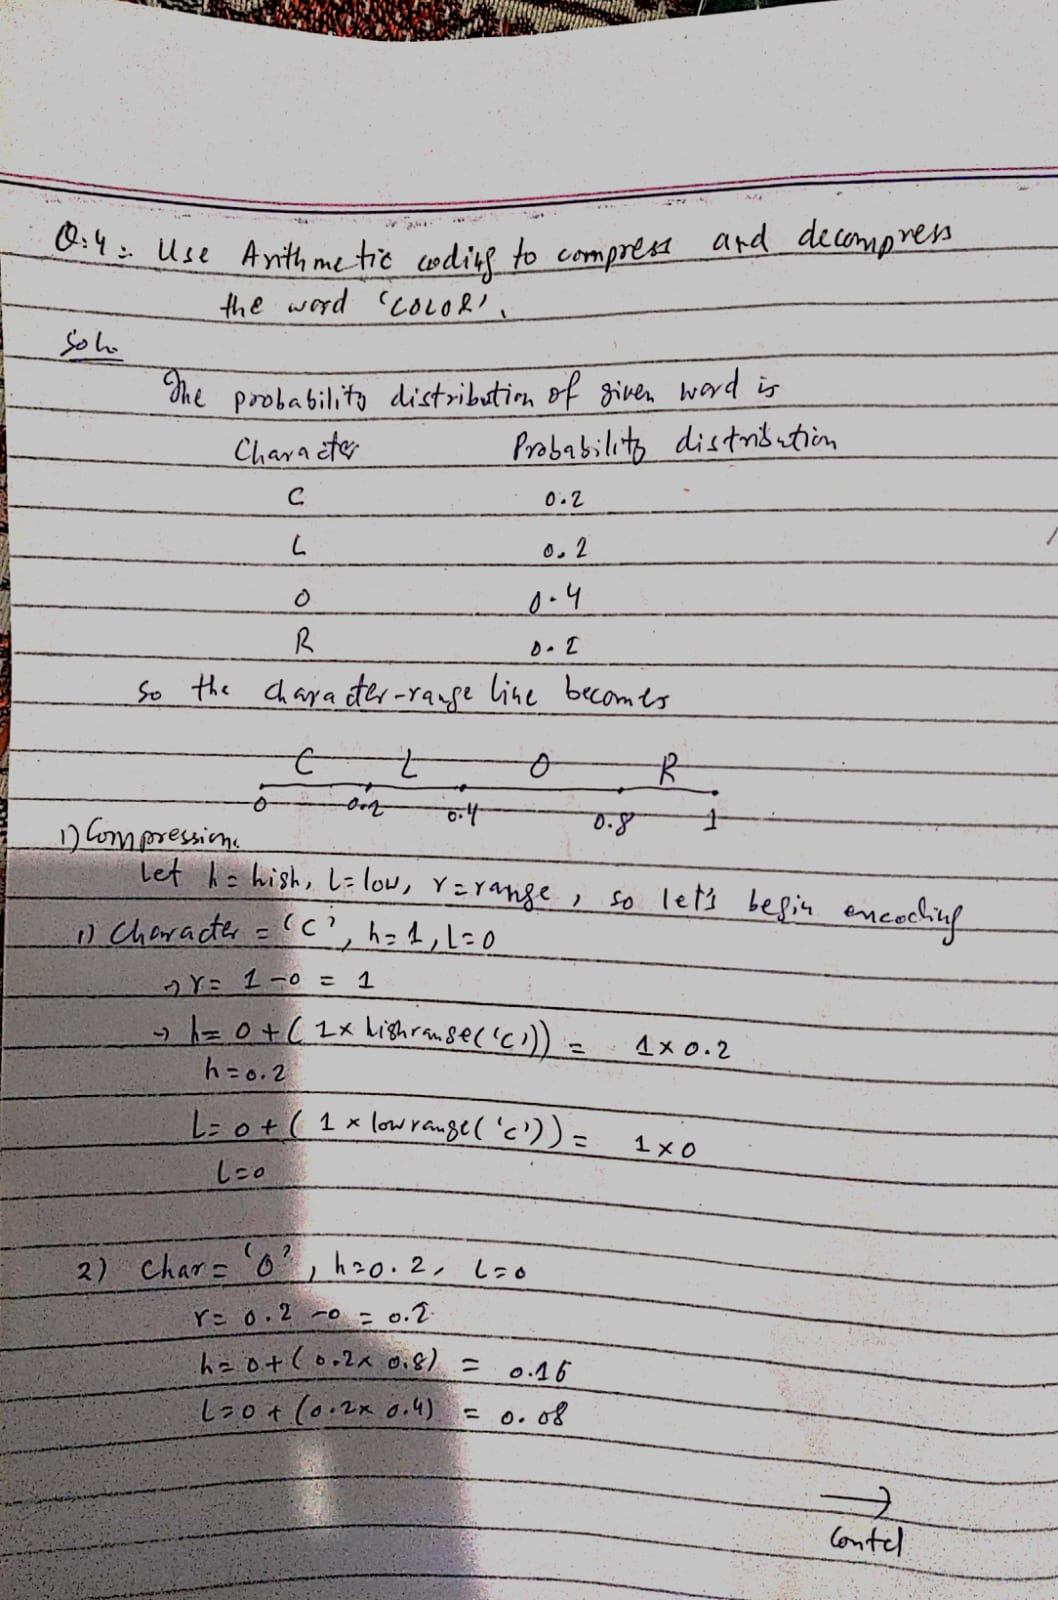 Q:4 :- Use Arithmetic coding to compress and decompress
the word 'COLOR'.
Soln
The probability distribution of given word is
Character Probability distribution
C 0.2
L 0.2
O 0.4
R 0.2
So the character-range line becomes
C L O R
0 0.2 0.4 0.8 1
1) Compression.
Let h = high, L = low, r = range, so let's begin encoding
1) Character = 'C', h = 1, L = 0
→ r = 1 - 0 = 1
→ h = 0 + ( 1 x highrange('C')) = 1 x 0.2
h = 0.2
L = 0 + ( 1 x lowrange('C')) = 1 x 0
L = 0
2) Char = 'O', h = 0.2, L = 0
r = 0.2 - 0 = 0.2
h = 0 + ( 0.2 x 0.8) = 0.16
L = 0 + (0.2 x 0.4) = 0.08
→
Contd